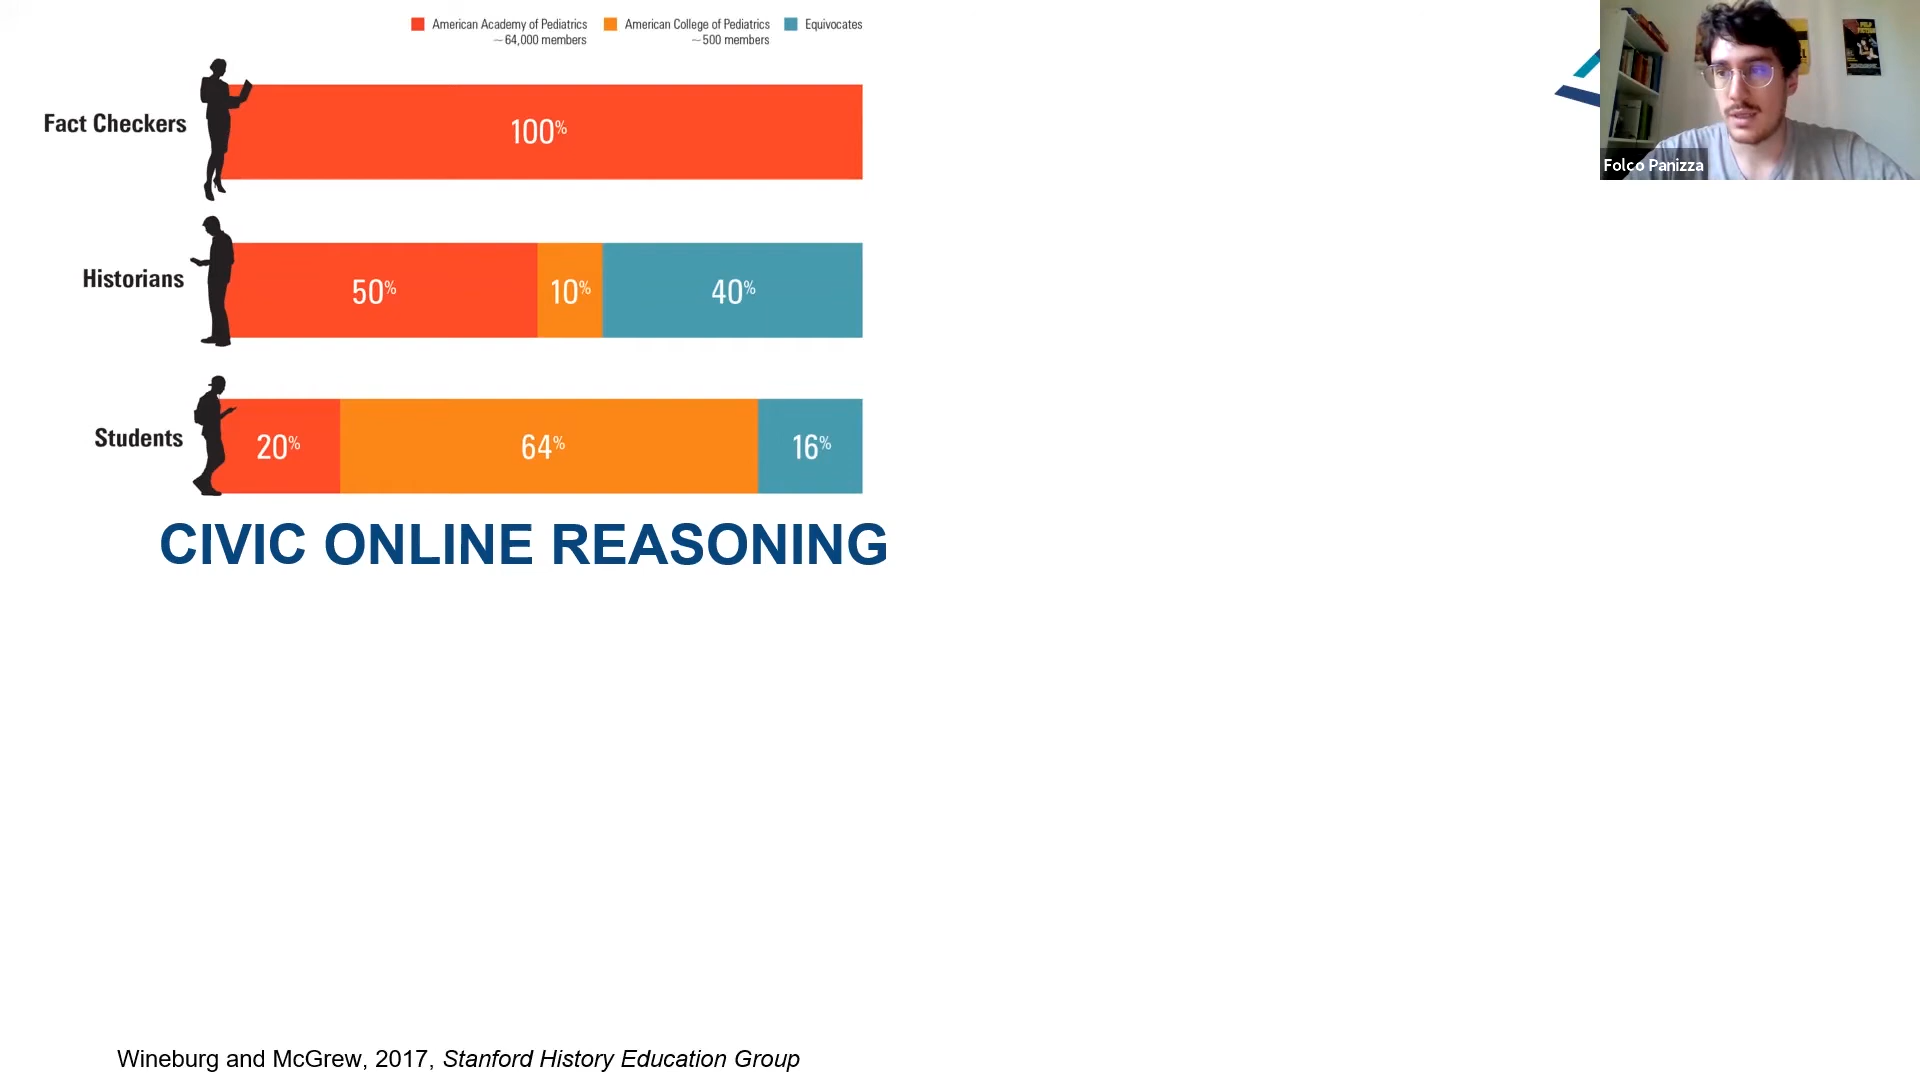 American Academy of Pediatrics
~64,000 members
American College of Pediatrics
~500 members
Equivocates
Fact Checkers
100%
Historians
50%
10%
40%
Students
20%
64%
16%
CIVIC ONLINE REASONING
Wineburg and McGrew, 2017, Stanford History Education Group
Folco Panizza